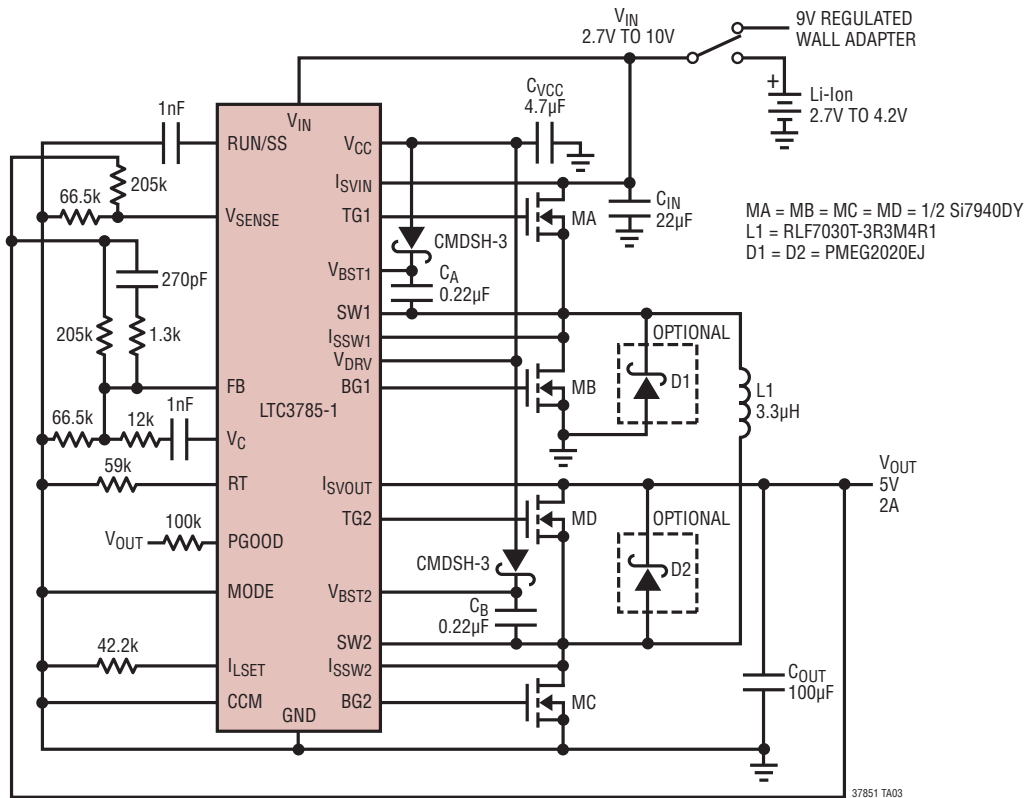 VIN
2.7V TO 10V
9V REGULATED
WALL ADAPTER
+
Li-Ion
2.7V TO 4.2V
1nF
CVCC
4.7µF
VIN
RUN/SS
VCC
205k
66.5k
ISVIN
CIN
22µF
VSENSE
TG1
MA
MA = MB = MC = MD = 1/2 Si7940DY
L1 = RLF7030T-3R3M4R1
D1 = D2 = PMEG2020EJ
CMDSH-3
270pF
VBST1
CA
0.22µF
SW1
205k
1.3k
ISSW1
OPTIONAL
VDRV
FB
BG1
MB
D1
L1
3.3µH
LTC3785-1
66.5k
12k
1nF
VC
59k
RT
ISVOUT
VOUT
5V
2A
TG2
MD
OPTIONAL
VOUT
100k
PGOOD
CMDSH-3
D2
MODE
VBST2
CB
0.22µF
SW2
42.2k
ILSET
ISSW2
COUT
100µF
CCM
BG2
MC
GND
37851 TA03